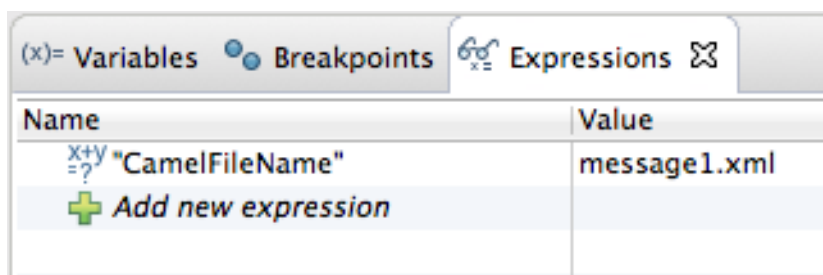 (x)= Variables Breakpoints Expressions
Name Value
x+y =? "CamelFileName" message1.xml
Add new expression